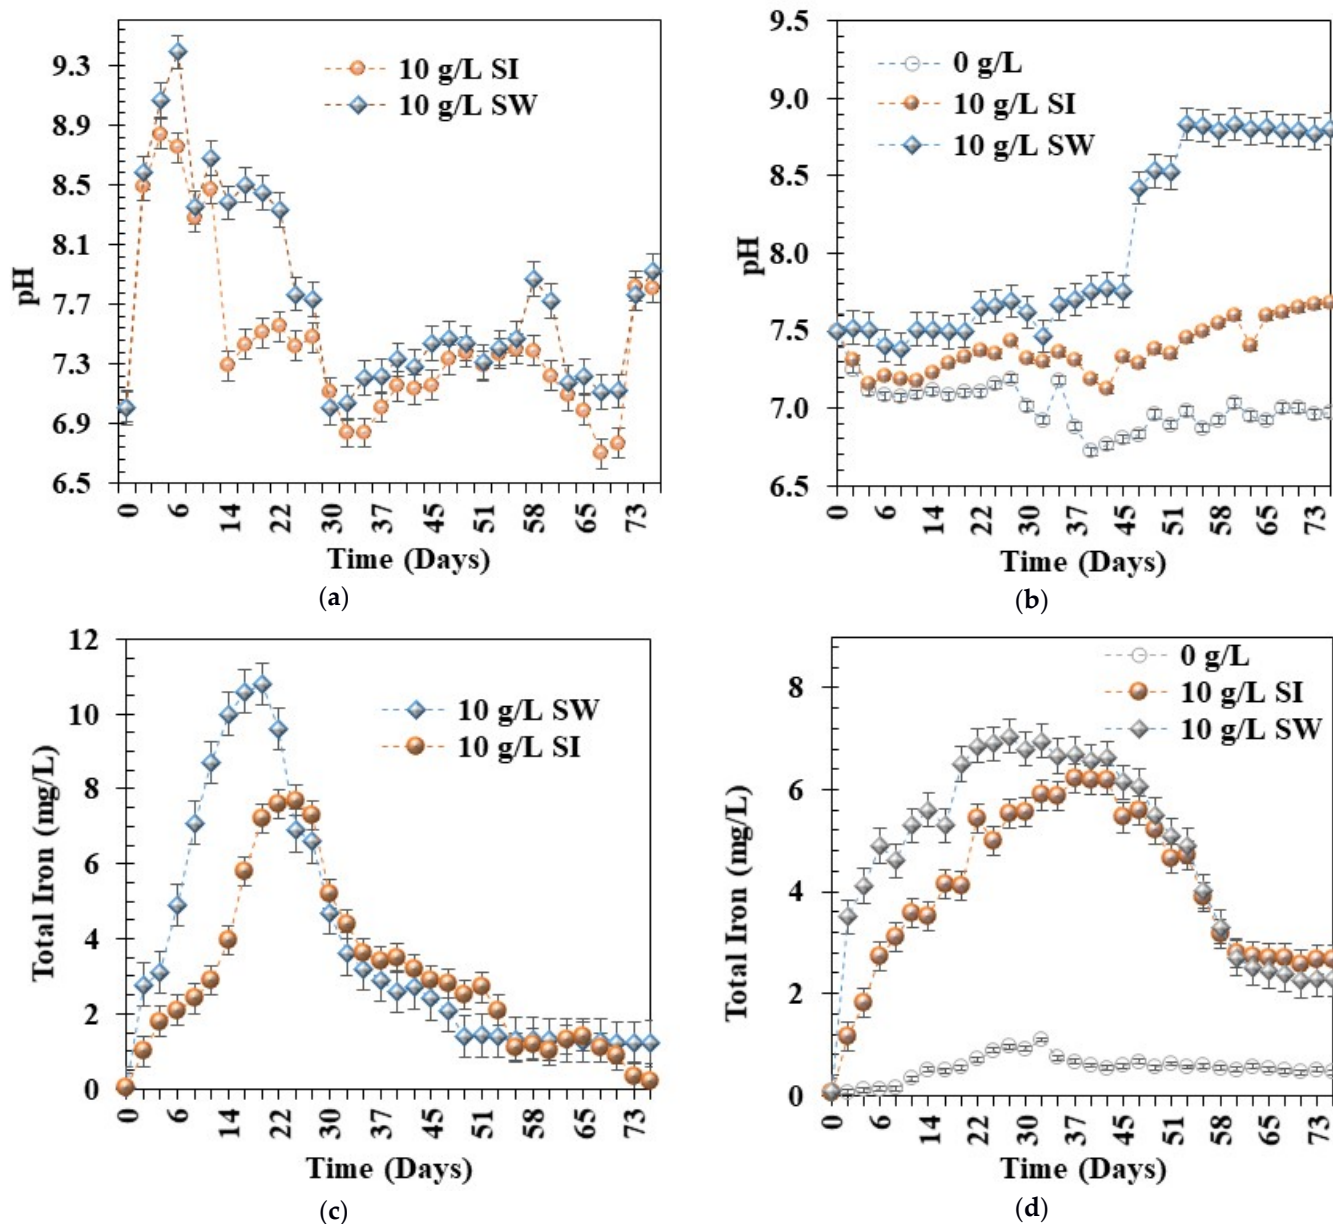 10 g/L SI
10 g/L SW
9.3
8.9
8.5
8.1
7.7
7.3
6.9
6.5
pH
0 6 14 22 30 37 45 51 58 65 73
Time (Days)
(a)
0 g/L
10 g/L SI
10 g/L SW
9.5
9.0
8.5
8.0
7.5
7.0
6.5
pH
0 6 14 22 30 37 45 51 58 65 73
Time (Days)
(b)
10 g/L SW
10 g/L SI
12
10
8
6
4
2
0
Total Iron (mg/L)
0 6 14 22 30 37 45 51 58 65 73
Time (Days)
(c)
0 g/L
10 g/L SI
10 g/L SW
8
6
4
2
0
Total Iron (mg/L)
0 6 14 22 30 37 45 51 58 65 73
Time (Days)
(d)